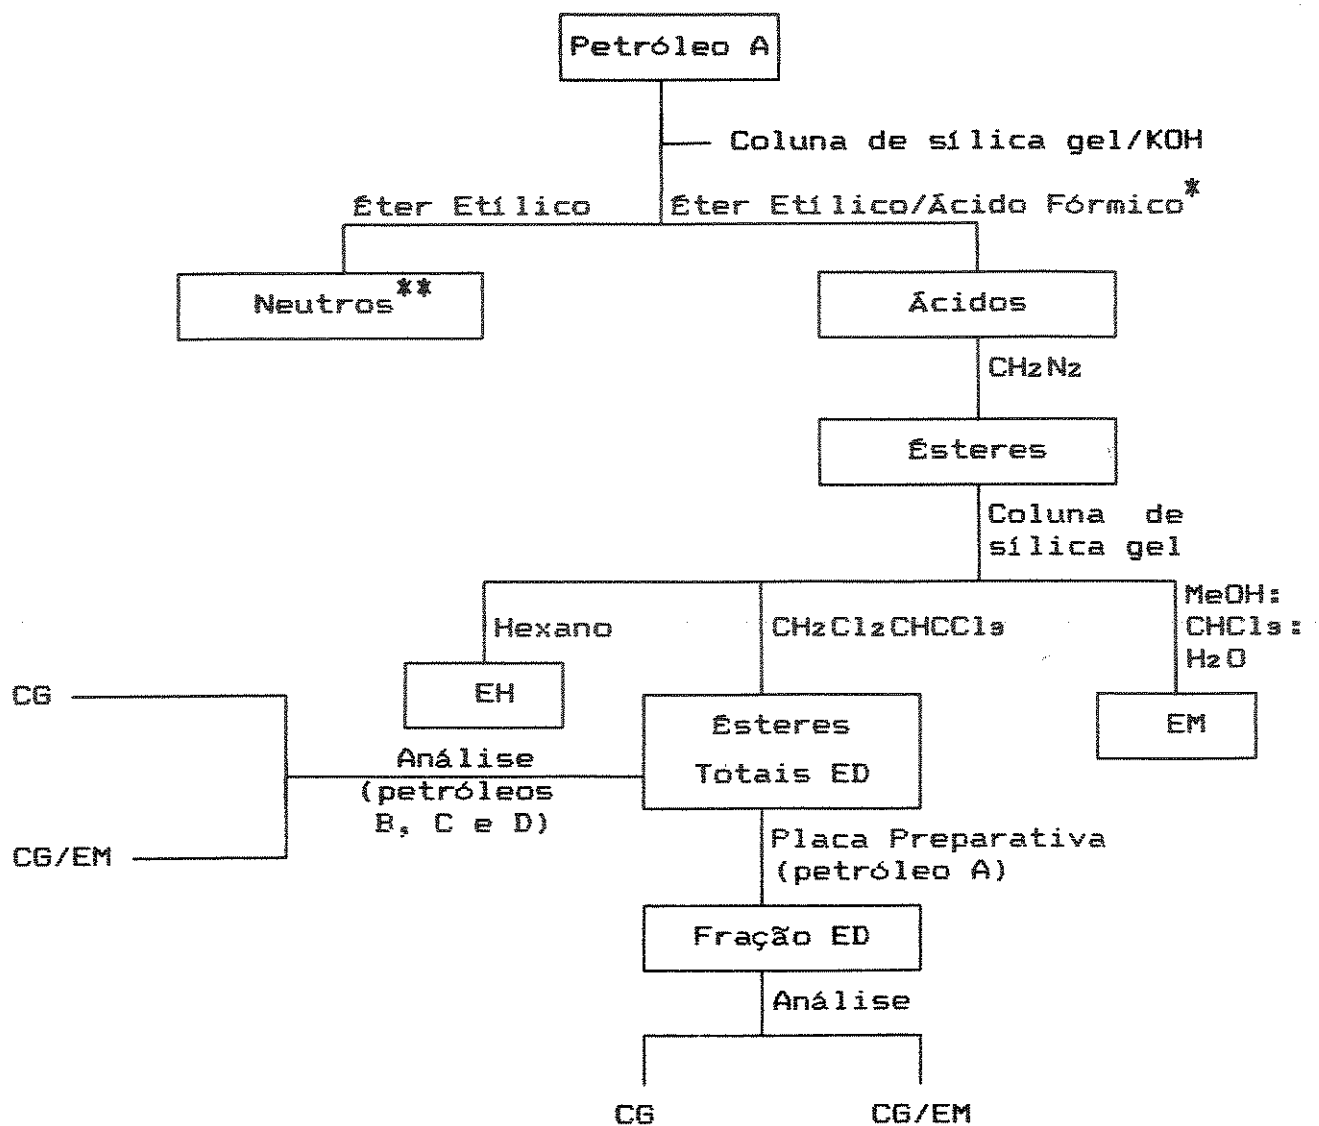 Petróleo A
Coluna de sílica gel/KOH
Éter Etílico
Éter Etílico/Ácido Fórmico*
Neutros**
Ácidos
CH₂N₂
Ésteres
Coluna de
sílica gel
Hexano
CH₂Cl₂CHCCl₃
MeOH:
CHCl₃:
H₂O
CG
EH
Ésteres
Totais ED
EM
Análise
(petróleos
B, C e D)
CG/EM
Placa Preparativa
(petróleo A)
Fração ED
Análise
CG
CG/EM